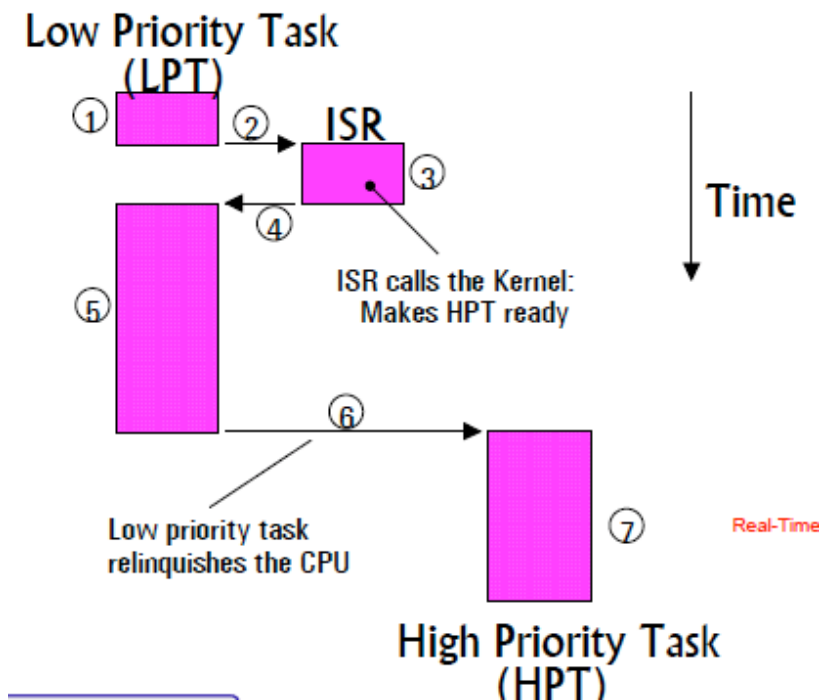 Low Priority Task
(LPT)
1
2
ISR
3
Time
4
ISR calls the Kernel:
Makes HPT ready
5
6
Low priority task
relinquishes the CPU
7
Real-Time
High Priority Task
(HPT)